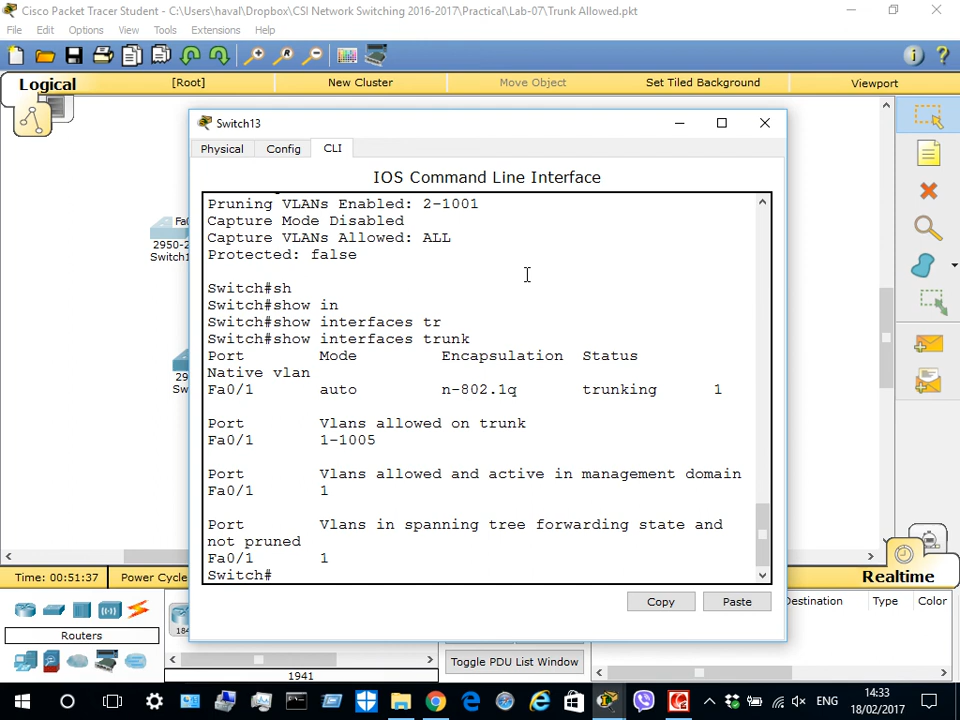 Cisco Packet Tracer Student - C:\Users\haval\Dropbox\CSI Network Switching 2016-2017\Practical\Lab-07\Trunk Allowed.pkt
File Edit Options View Tools Extensions Help
Logical [Root] New Cluster Move Object Set Tiled Background Viewport
Switch13
Physical Config CLI
IOS Command Line Interface
Pruning VLANs Enabled: 2-1001
Capture Mode Disabled
Capture VLANs Allowed: ALL
Protected: false
Switch#sh
Switch#show in
Switch#show interfaces tr
Switch#show interfaces trunk
Port Mode Encapsulation Status
Native vlan
Fa0/1 auto n-802.1q trunking 1
Port Vlans allowed on trunk
Fa0/1 1-1005
Port Vlans allowed and active in management domain
Fa0/1 1
Port Vlans in spanning tree forwarding state and
not pruned
Fa0/1 1
Switch#
Copy Paste
Fa0
2950-2
Switch1
29
S
Time: 00:51:37 Power Cycle
Realtime
Routers
184
1941
Toggle PDU List Window
Destination Type Color
ENG
14:33
18/02/2017